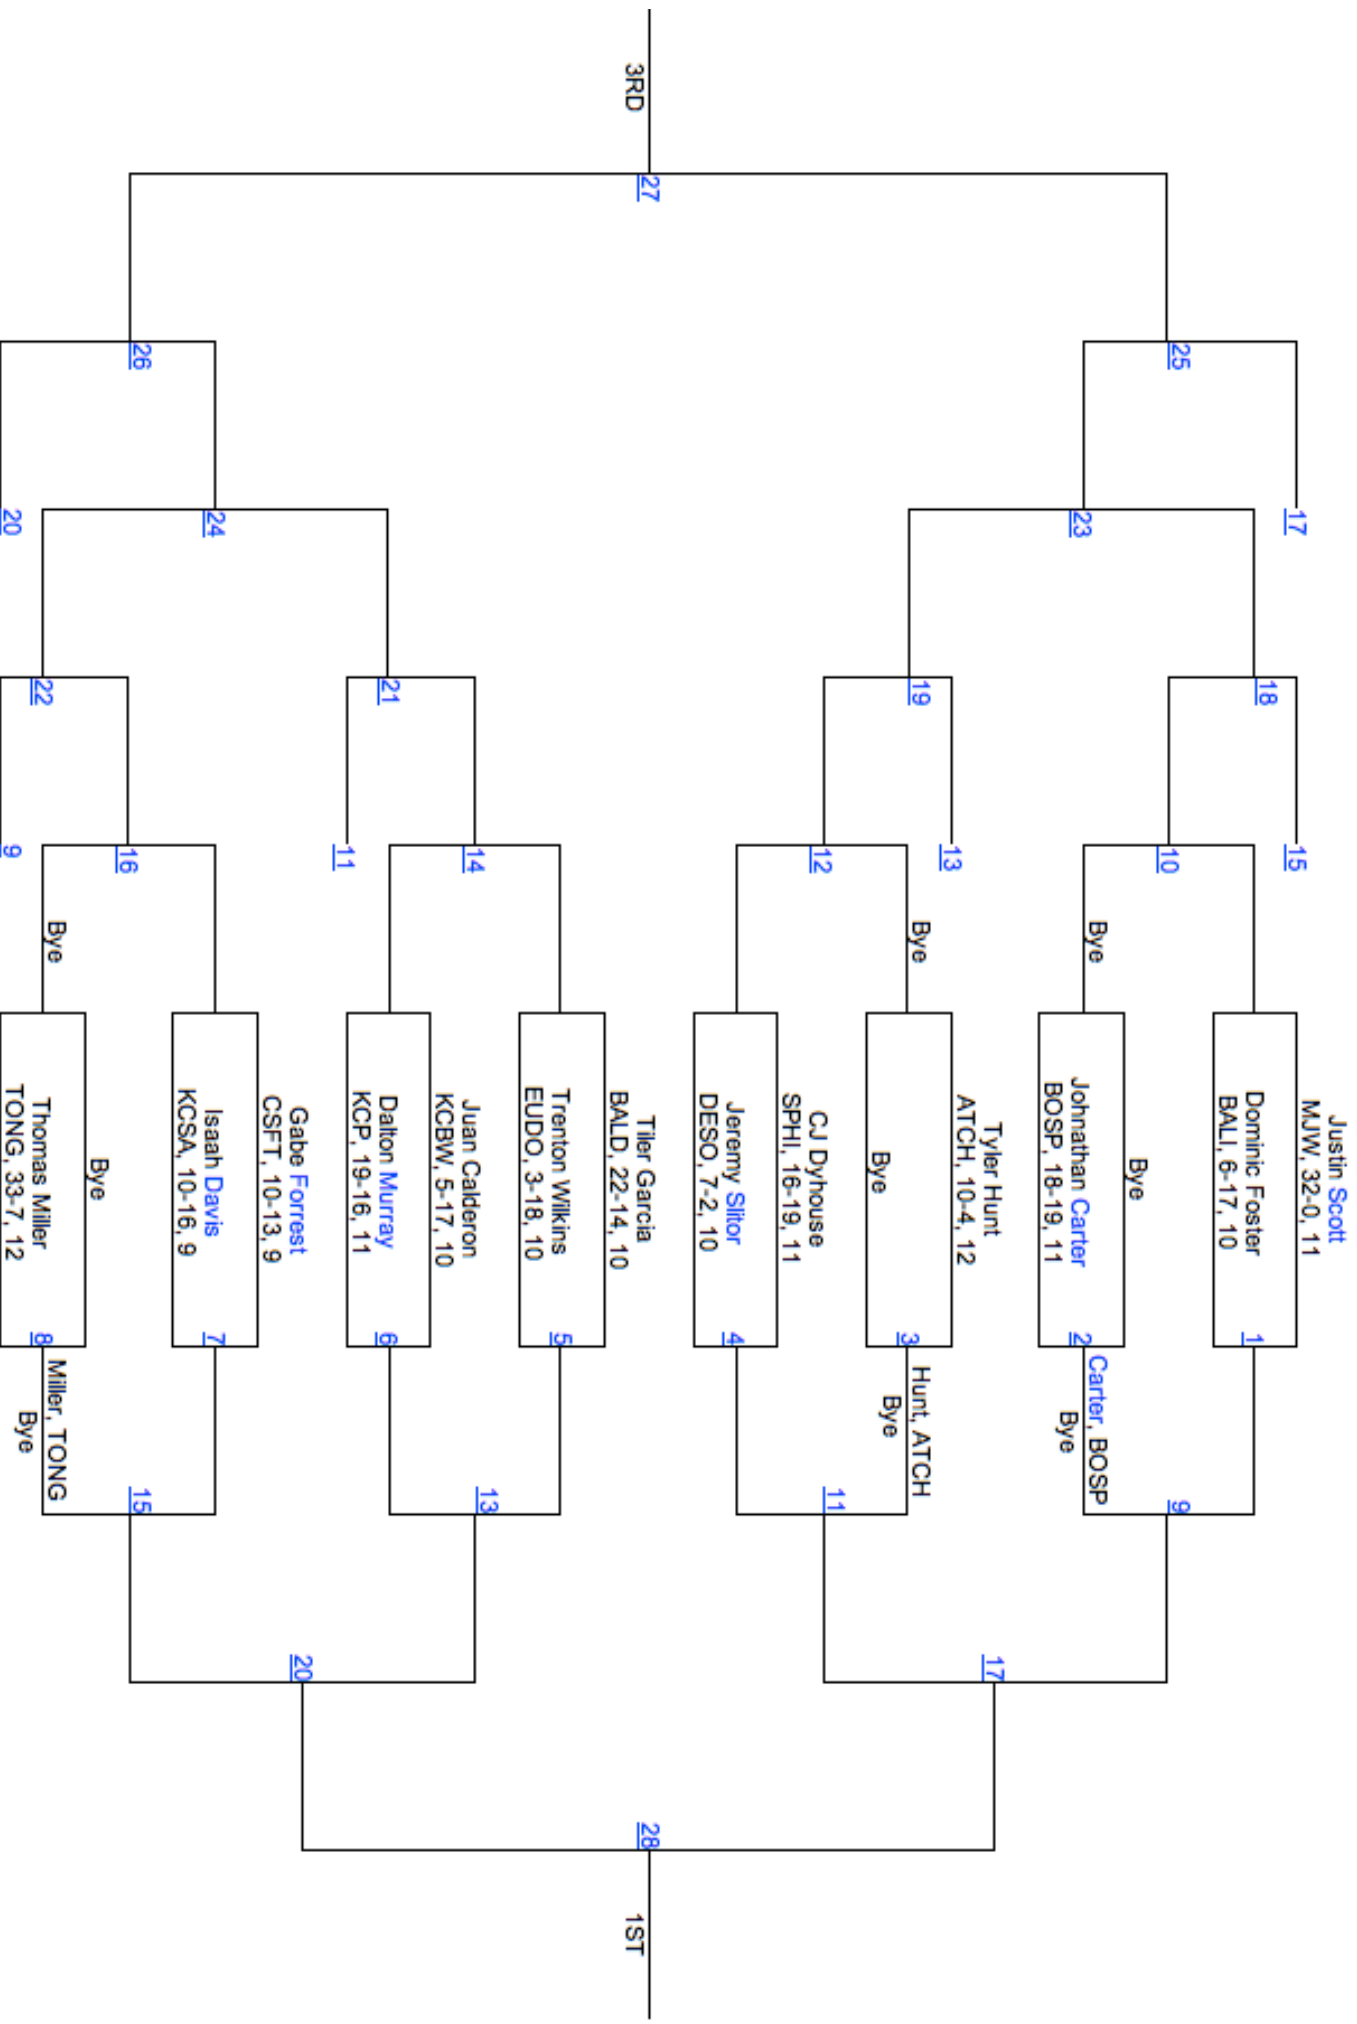 Justin Scott
MJW, 32-0, 11
Dominic Foster
BALI, 6-17, 10
1
Bye
Johnathan Carter
BOSP, 18-19, 11
2
Tyler Hunt
ATCH, 10-4, 12
Bye
3
CJ Dyhouse
SPHI, 16-19, 11
Jeremy Slitor
DESO, 7-2, 10
4
Tiler Garcia
BALD, 22-14, 10
Trenton Wilkins
EUDO, 3-18, 10
5
Juan Calderon
KCBW, 5-17, 10
Dalton Murray
KCP, 19-16, 11
6
Gabe Forrest
CSFT, 10-13, 9
Isaah Davis
KCSA, 10-16, 9
7
Bye
Thomas Miller
TONG, 33-7, 12
8
Carter, BOSP
Bye
Hunt, ATCH
Bye
Miller, TONG
Bye
9
11
13
15
17
20
28
1ST
Bye
Bye
Bye
15
10
13
12
14
11
16
9
18
19
21
22
17
23
24
20
25
26
27
3RD